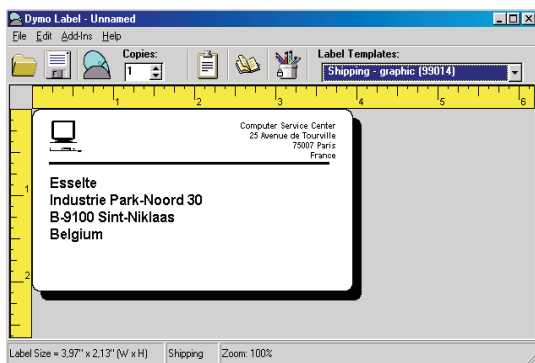 Dymo Label - Unnamed
File Edit Add-Ins Help
Copies:
1
Label Templates:
Shipping - graphic (99014)
1 2 3 4 5 6
1
2
Computer Service Center
25 Avenue de Tourville
75007 Paris
France
Esselte
Industrie Park-Noord 30
B-9100 Sint-Niklaas
Belgium
Label Size = 3,97" x 2,13" (W x H) Shipping Zoom: 100%